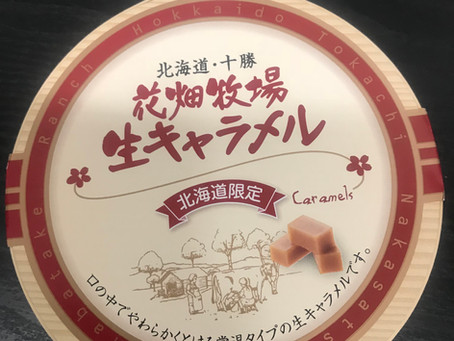 北海道・十勝
花畑牧場
生キャラメル
北海道限定
Caramels
口の中でやわらかくとける常温タイプの生キャラメルです。
Ranch Hokkaido Tokachi